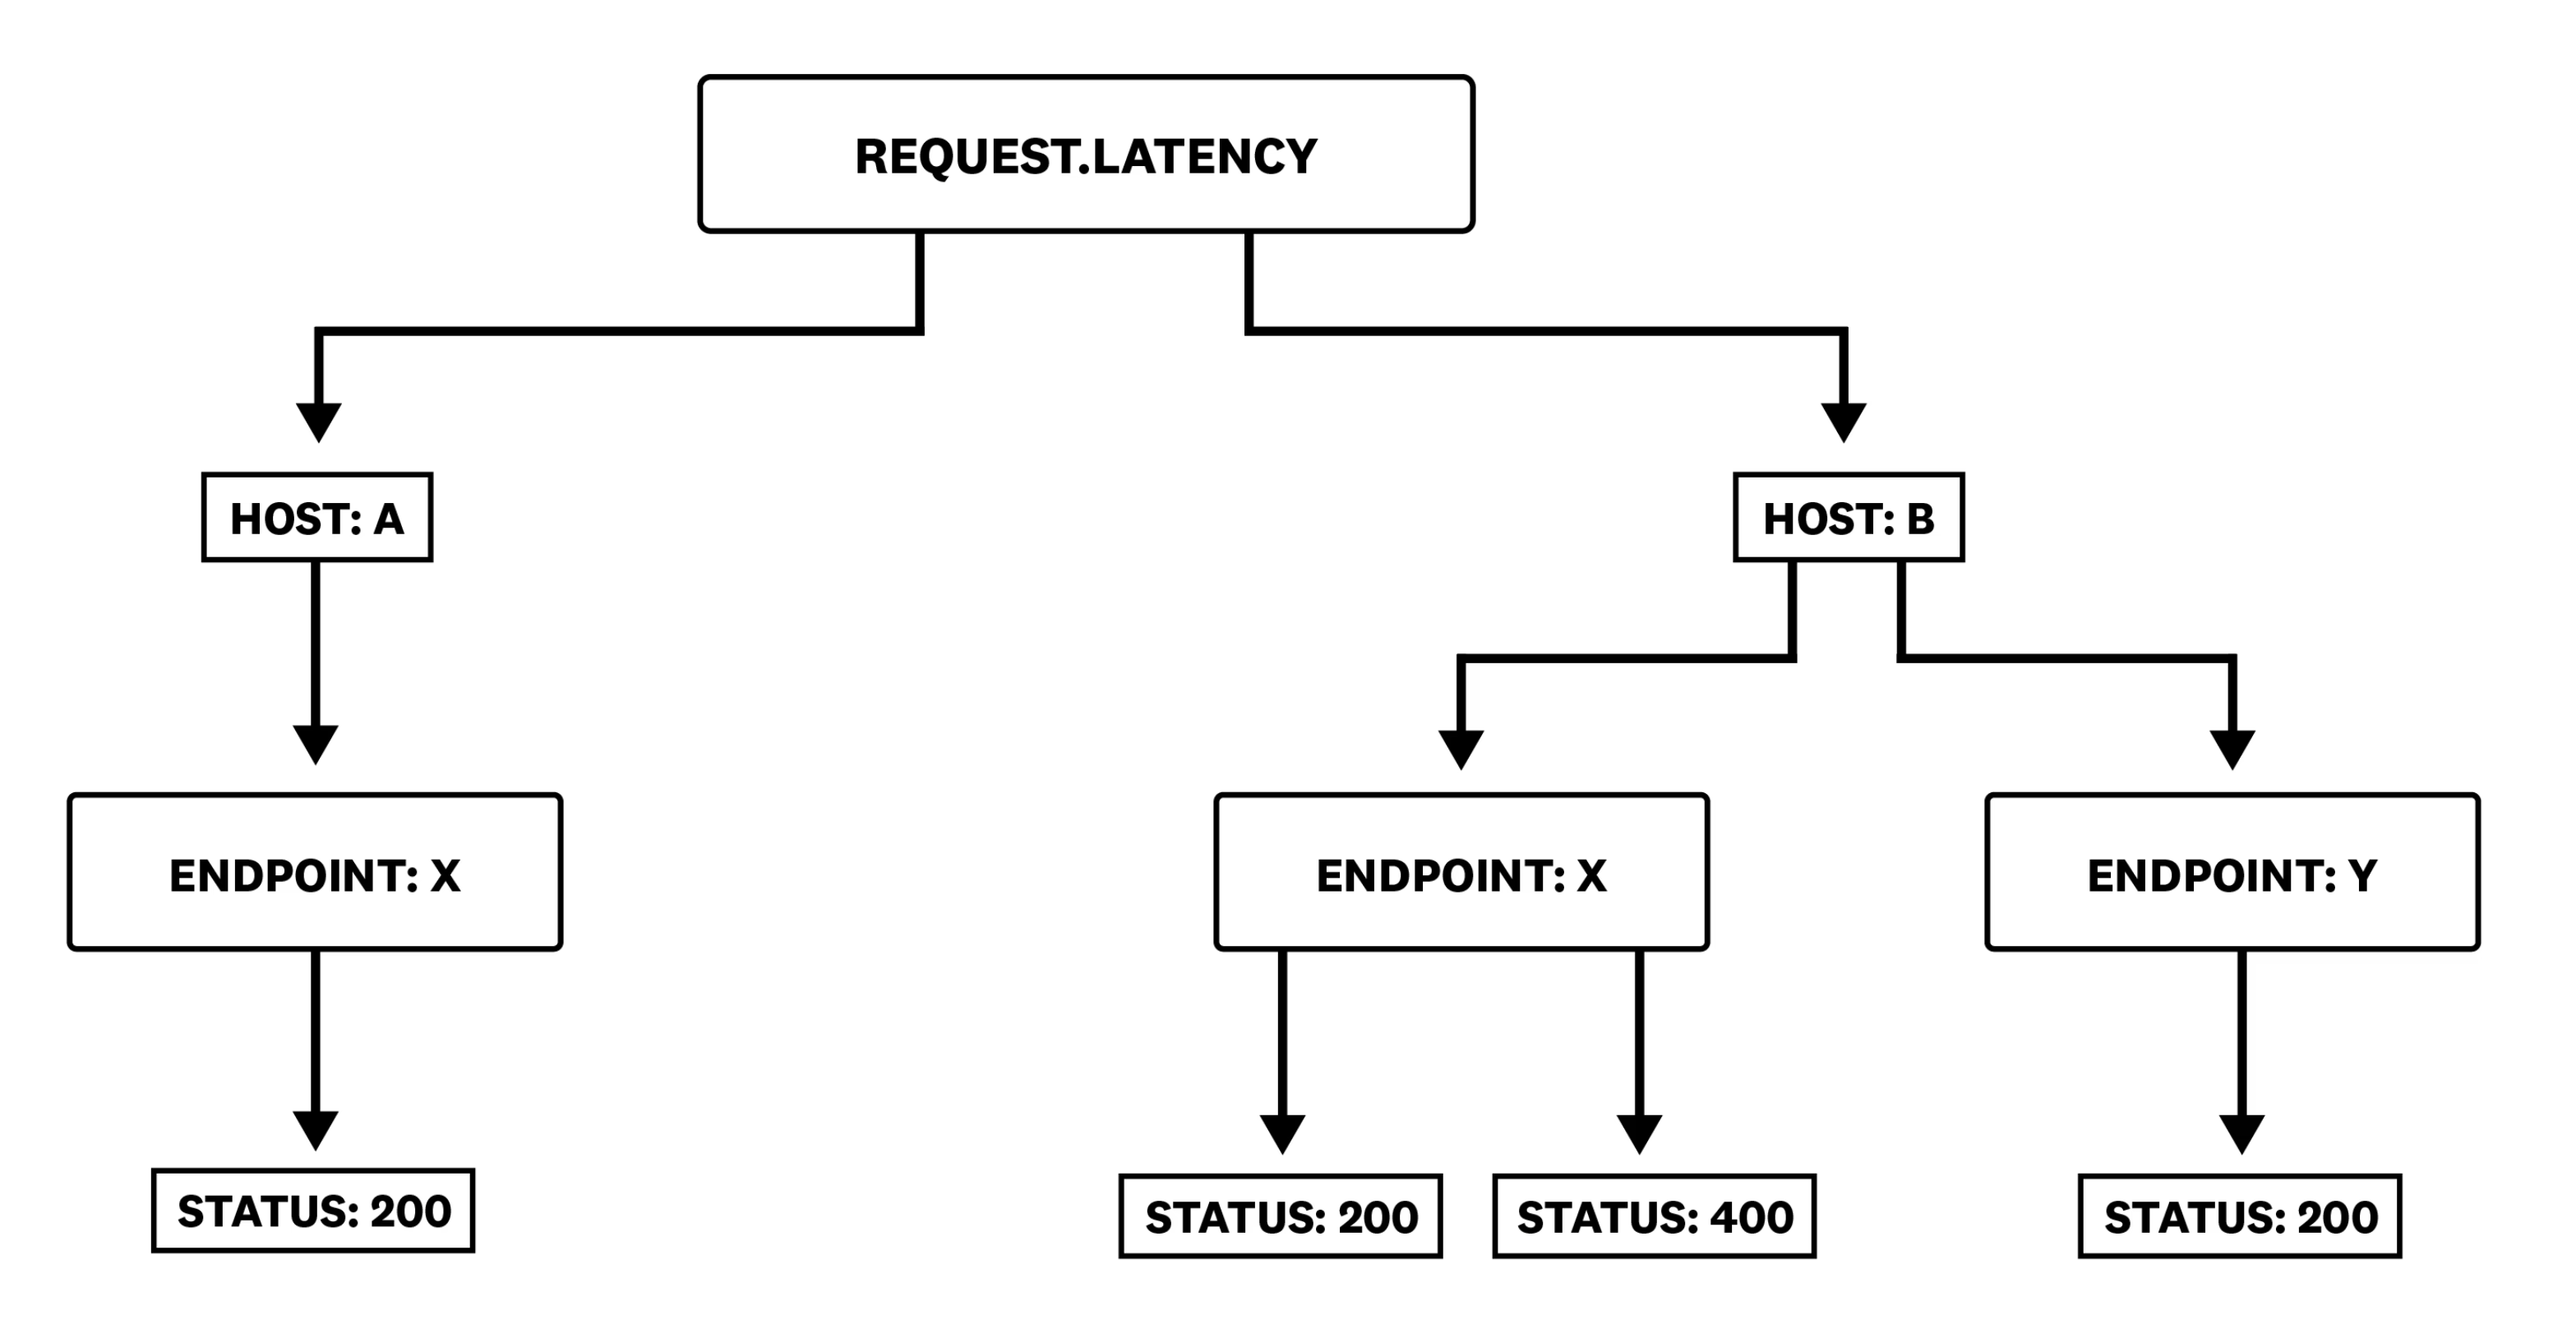 REQUEST.LATENCY
HOST: A
HOST: B
ENDPOINT: X
ENDPOINT: X
ENDPOINT: Y
STATUS: 200
STATUS: 200
STATUS: 400
STATUS: 200